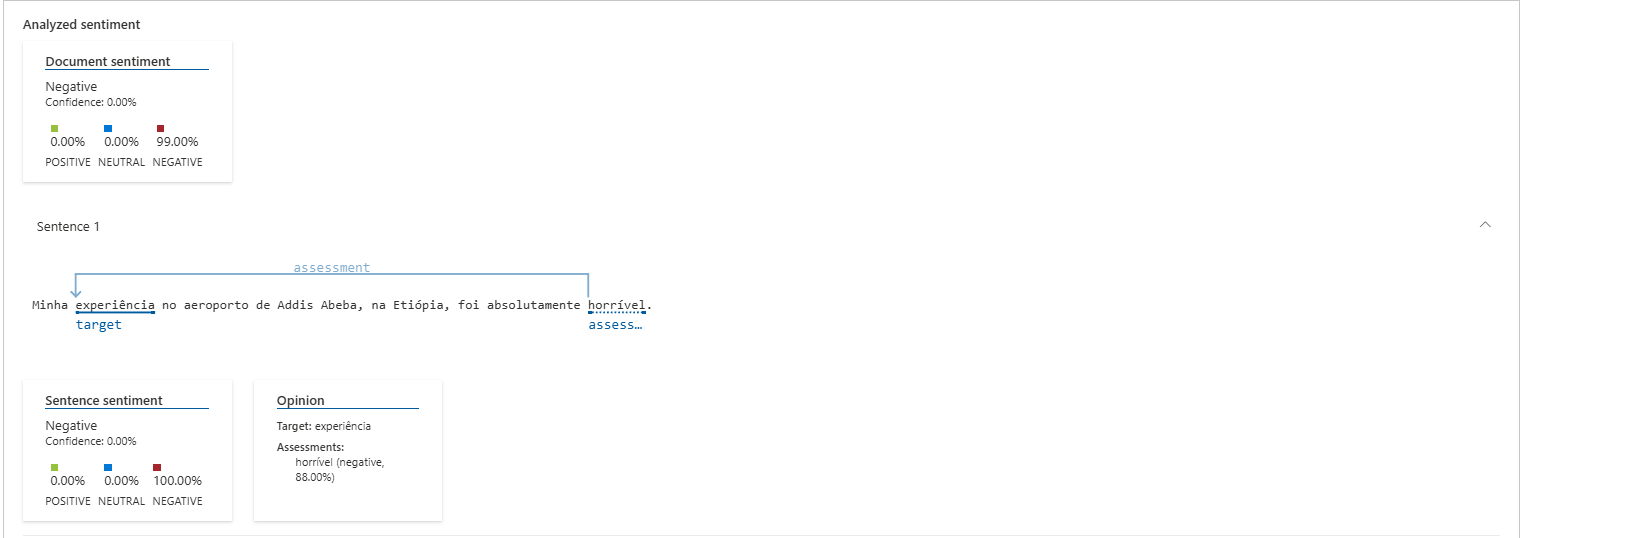 Analyzed sentiment
Document sentiment
Negative
Confidence: 0.00%
0.00% 0.00% 99.00%
POSITIVE NEUTRAL NEGATIVE
Sentence 1
assessment
Minha experiência no aeroporto de Addis Abeba, na Etiópia, foi absolutamente horrível.
target assess…
Sentence sentiment
Negative
Confidence: 0.00%
0.00% 0.00% 100.00%
POSITIVE NEUTRAL NEGATIVE
Opinion
Target: experiência
Assessments:
horrível (negative,
88.00%)